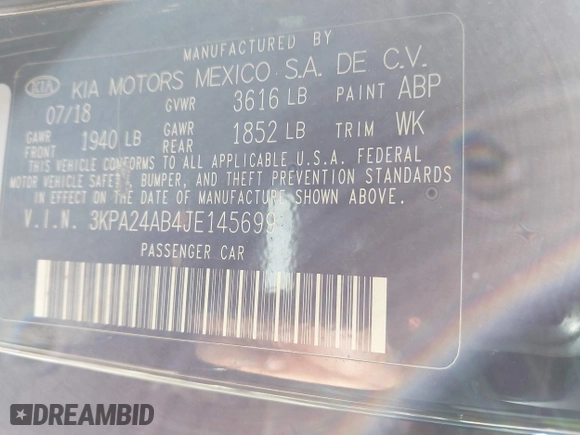 MANUFACTURED BY
KIA KIA MOTORS MEXICO S.A. DE C.V.
07/18 GVWR 3616 LB PAINT ABP
GAWR FRONT 1940 LB GAWR REAR 1852 LB TRIM WK
THIS VEHICLE CONFORMS TO ALL APPLICABLE U.S.A. FEDERAL
MOTOR VEHICLE SAFETY, BUMPER, AND THEFT PREVENTION STANDARDS
IN EFFECT ON THE DATE OF MANUFACTURE SHOWN ABOVE.
V.I.N. 3KPA24AB4JE145699
PASSENGER CAR
DREAMBID